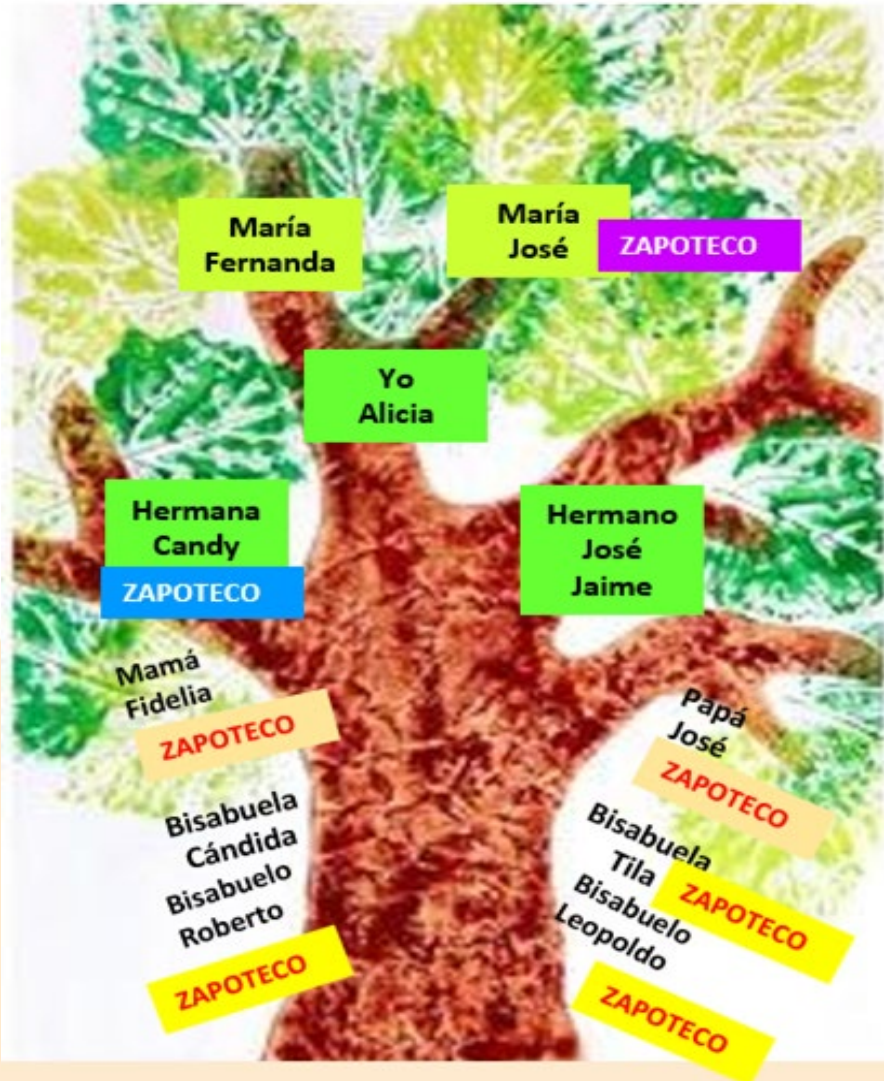 María
Fernanda
María
José
ZAPOTECO
Yo
Alicia
Hermana
Candy
ZAPOTECO
Hermano
José
Jaime
Mamá
Fidelia
ZAPOTECO
Papá
José
ZAPOTECO
Bisabuela
Cándida
Bisabuelo
Roberto
ZAPOTECO
Bisabuela
Tila
ZAPOTECO
Bisabuelo
Leopoldo
ZAPOTECO